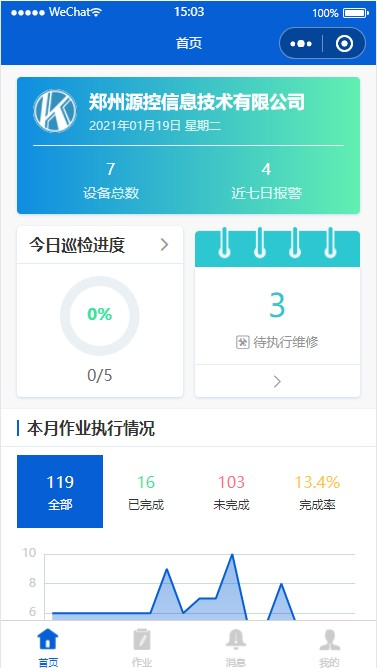 WeChat 15:03 100%
首页
郑州源控信息技术有限公司
2021年01月19日 星期二
7 4
设备总数 近七日报警
今日巡检进度
0%
0/5
3
待执行维修
本月作业执行情况
119 16 103 13.4%
全部 已完成 未完成 完成率
10
8
6
首页 作业 消息 我的